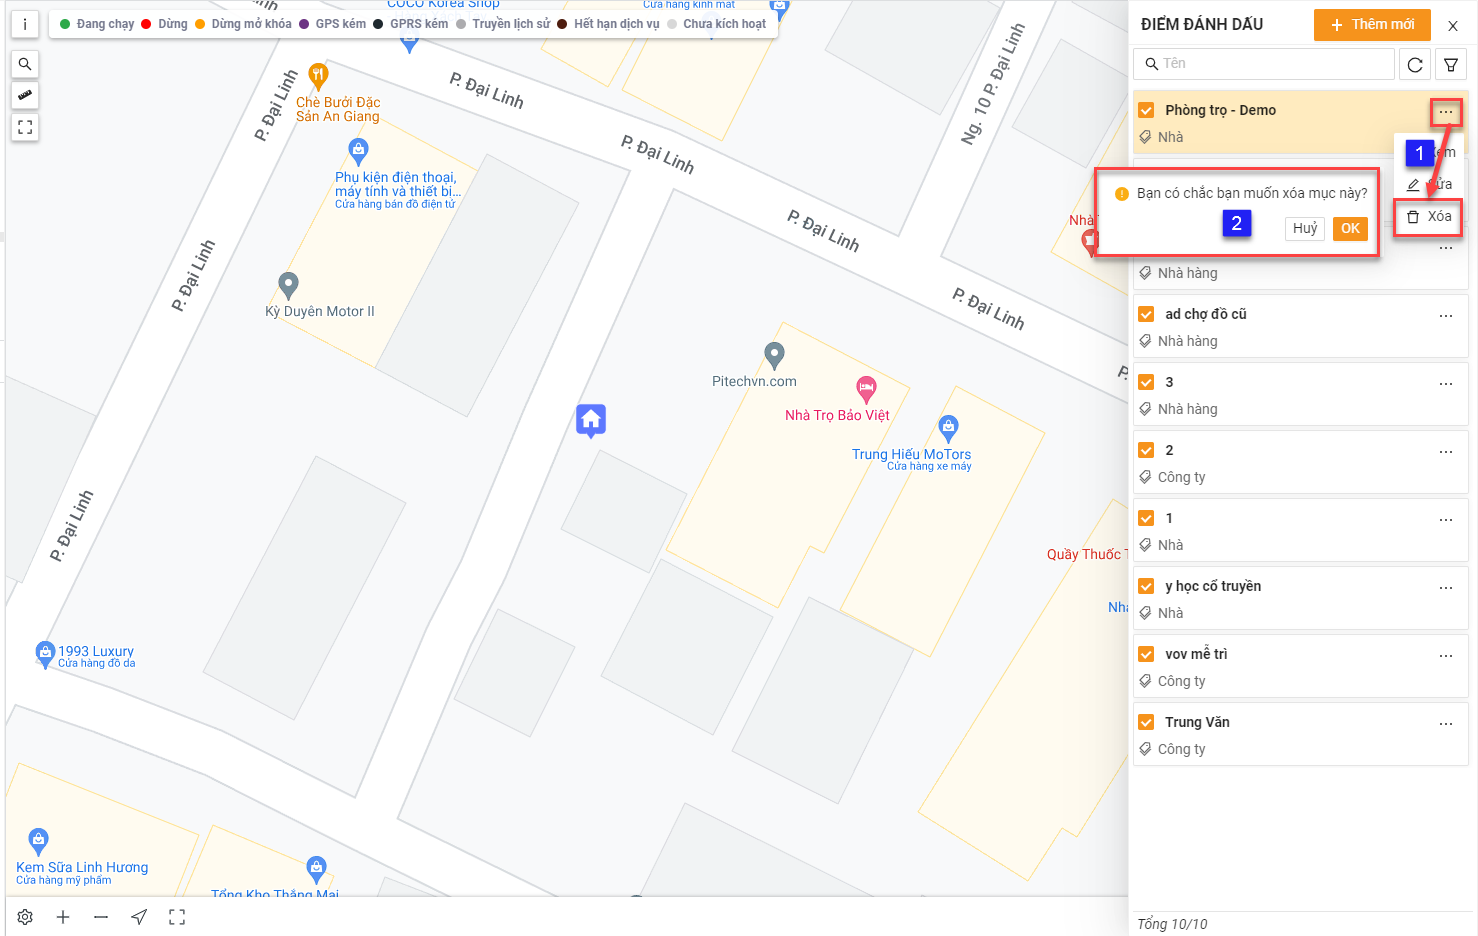 COCO Korea Shop
Cửa hàng kính mát
i
Đang chạy
Dừng
Dừng mở khóa
GPS kém
GPRS kém
Truyền lịch sử
Hết hạn dịch vụ
Chưa kích hoạt
P. Đại Linh
P. Đại Linh
P. Đại Linh
P. Đại Linh
P. Đại Linh
P. Đại Linh
P. Đại Linh
Ng. 10 P. Đại Linh
Chè Bưởi Đặc
Sản An Giang
Phụ kiện điện thoại,
máy tính và thiết bị...
Cửa hàng bán đồ điện tử
Kỳ Duyên Motor II
Pitechvn.com
Nhà Trọ Bảo Việt
Trung Hiếu MoTors
Cửa hàng xe máy
Quầy Thuốc
1993 Luxury
Cửa hàng đồ da
Kem Sữa Linh Hương
Cửa hàng mỹ phẩm
Tổng Kho Thắng Mai
ĐIỂM ĐÁNH DẤU
+ Thêm mới
X
Tên
Phòng trọ - Demo
Nhà
1
Xóa
Bạn có chắc bạn muốn xóa mục này?
2
Huỷ
OK
Nhà hàng
ad chợ đồ cũ
Nhà hàng
3
Nhà hàng
2
Công ty
1
Nhà
y học cổ truyền
Nhà
vov mễ trì
Công ty
Trung Văn
Công ty
Tổng 10/10